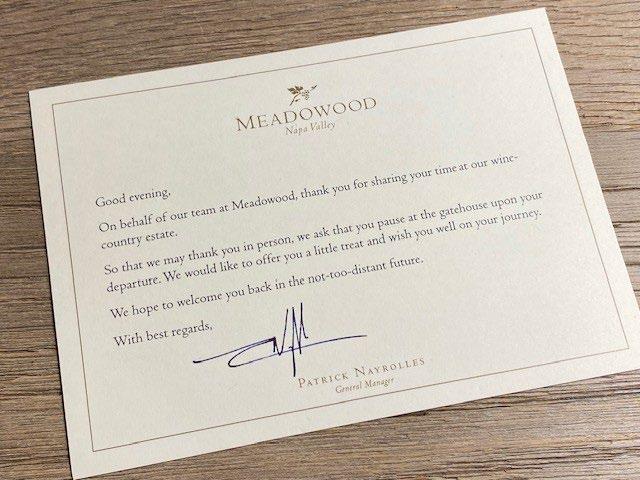 MEADOWOOD
Napa Valley
Good evening,
On behalf of our team at Meadowood, thank you for sharing your time at our wine-
country estate.
So that we may thank you in person, we ask that you pause at the gatehouse upon your
departure. We would like to offer you a little treat and wish you well on your journey.
We hope to welcome you back in the not-too-distant future.
With best regards,
PATRICK NAYROLLES
General Manager